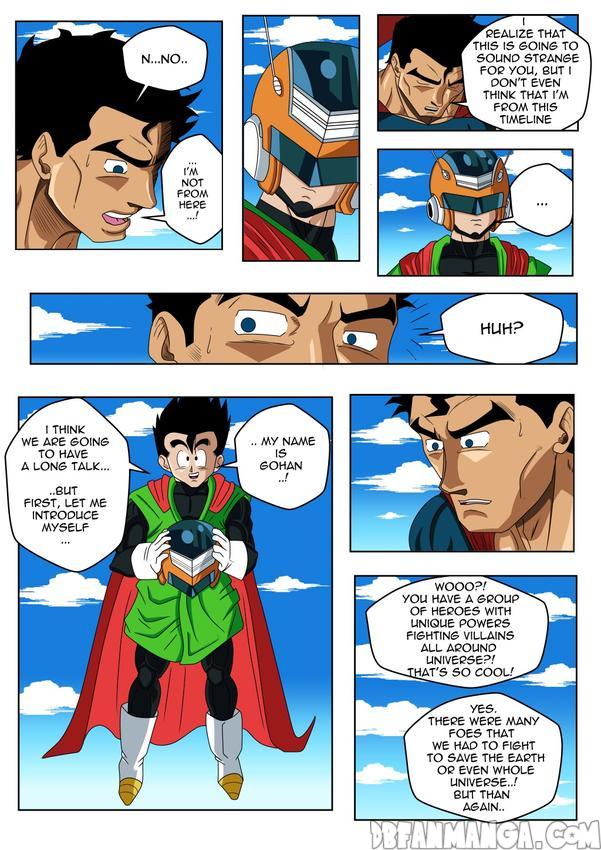 N...NO..
...
I'M
NOT
FROM
HERE
...!
I
REALIZE THAT
THIS IS GOING TO
SOUND STRANGE
FOR YOU, BUT I
DON'T EVEN
THINK THAT I'M
FROM THIS
TIMELINE
...
HUH?
I THINK
WE ARE GOING
TO HAVE
A LONG TALK...
..BUT
FIRST, LET ME
INTRODUCE
MYSELF
...
.. MY NAME
IS
GOHAN
..!
WOOO?!
YOU HAVE A GROUP
OF HEROES WITH
UNIQUE POWERS
FIGHTING VILLAINS
ALL AROUND
UNIVERSE?!
THAT'S SO COOL!
YES.
THERE WERE MANY
FOES THAT
WE HAD TO FIGHT
TO SAVE THE EARTH
OR EVEN WHOLE
UNIVERSE..!
BUT THAN
AGAIN..
DBFANMANGA.COM